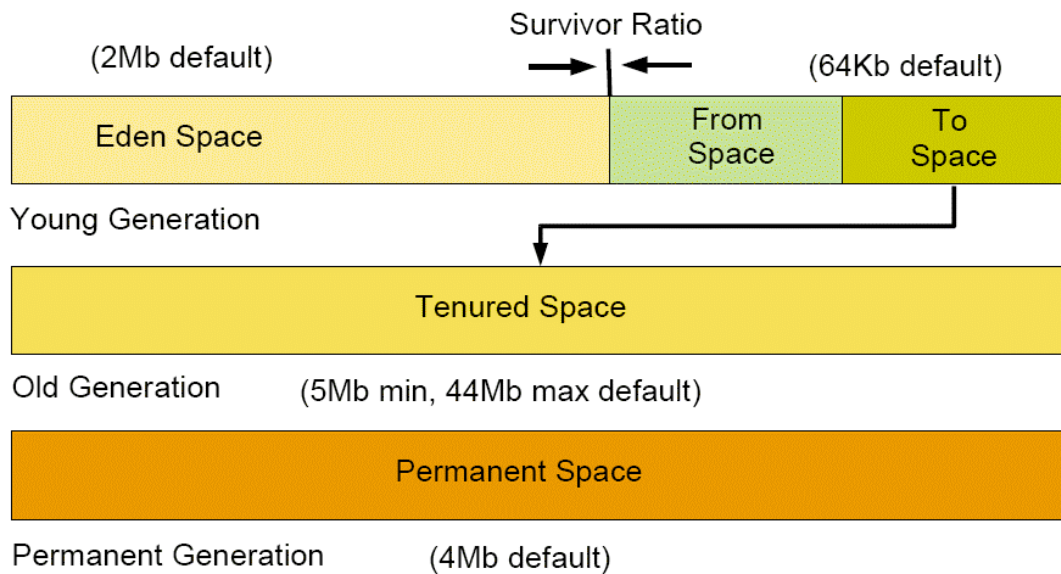 Survivor Ratio
(2Mb default)
(64Kb default)
Eden Space
From
Space
To
Space
Young Generation
Tenured Space
Old Generation
(5Mb min, 44Mb max default)
Permanent Space
Permanent Generation
(4Mb default)